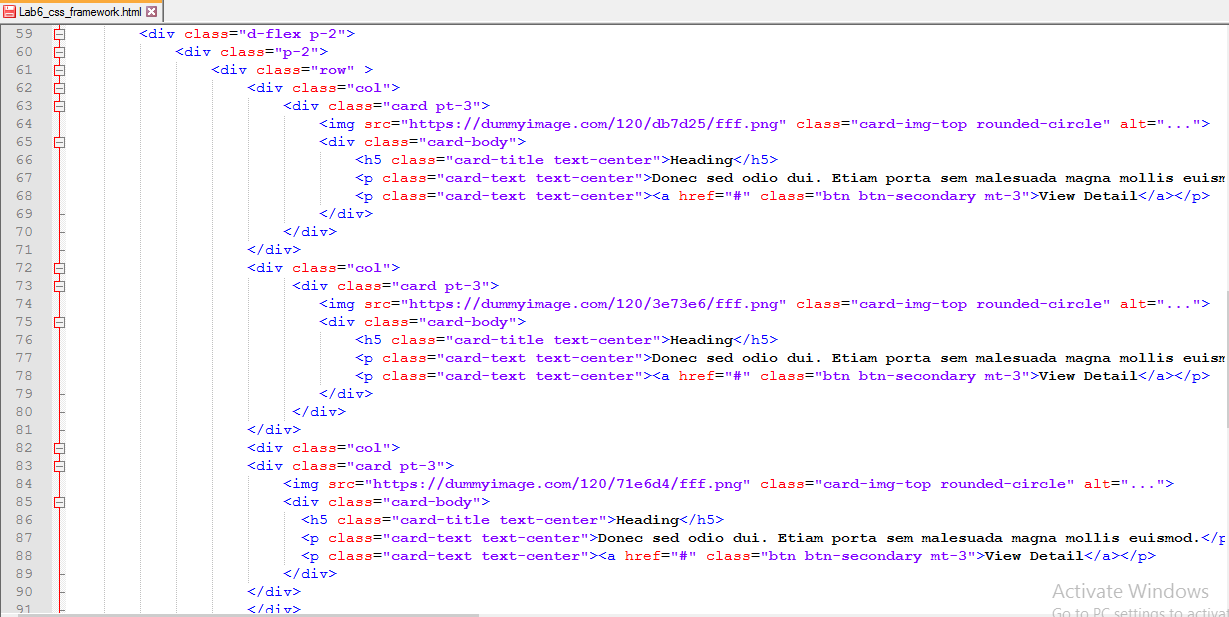 Lab6_css_framework.html
59 <div class="d-flex p-2">
60 <div class="p-2">
61 <div class="row" >
62 <div class="col">
63 <div class="card pt-3">
64 <img src="https://dummyimage.com/120/db7d25/fff.png" class="card-img-top rounded-circle" alt="...">
65 <div class="card-body">
66 <h5 class="card-title text-center">Heading</h5>
67 <p class="card-text text-center">Donec sed odio dui. Etiam porta sem malesuada magna mollis euism
68 <p class="card-text text-center"><a href="#" class="btn btn-secondary mt-3">View Detail</a></p>
69 </div>
70 </div>
71 </div>
72 <div class="col">
73 <div class="card pt-3">
74 <img src="https://dummyimage.com/120/3e73e6/fff.png" class="card-img-top rounded-circle" alt="...">
75 <div class="card-body">
76 <h5 class="card-title text-center">Heading</h5>
77 <p class="card-text text-center">Donec sed odio dui. Etiam porta sem malesuada magna mollis euism
78 <p class="card-text text-center"><a href="#" class="btn btn-secondary mt-3">View Detail</a></p>
79 </div>
80 </div>
81 </div>
82 <div class="col">
83 <div class="card pt-3">
84 <img src="https://dummyimage.com/120/71e6d4/fff.png" class="card-img-top rounded-circle" alt="...">
85 <div class="card-body">
86 <h5 class="card-title text-center">Heading</h5>
87 <p class="card-text text-center">Donec sed odio dui. Etiam porta sem malesuada magna mollis euismod.</p
88 <p class="card-text text-center"><a href="#" class="btn btn-secondary mt-3">View Detail</a></p>
89 </div>
90 </div>
91 </div>
Activate Windows
Go to PC settings to activat